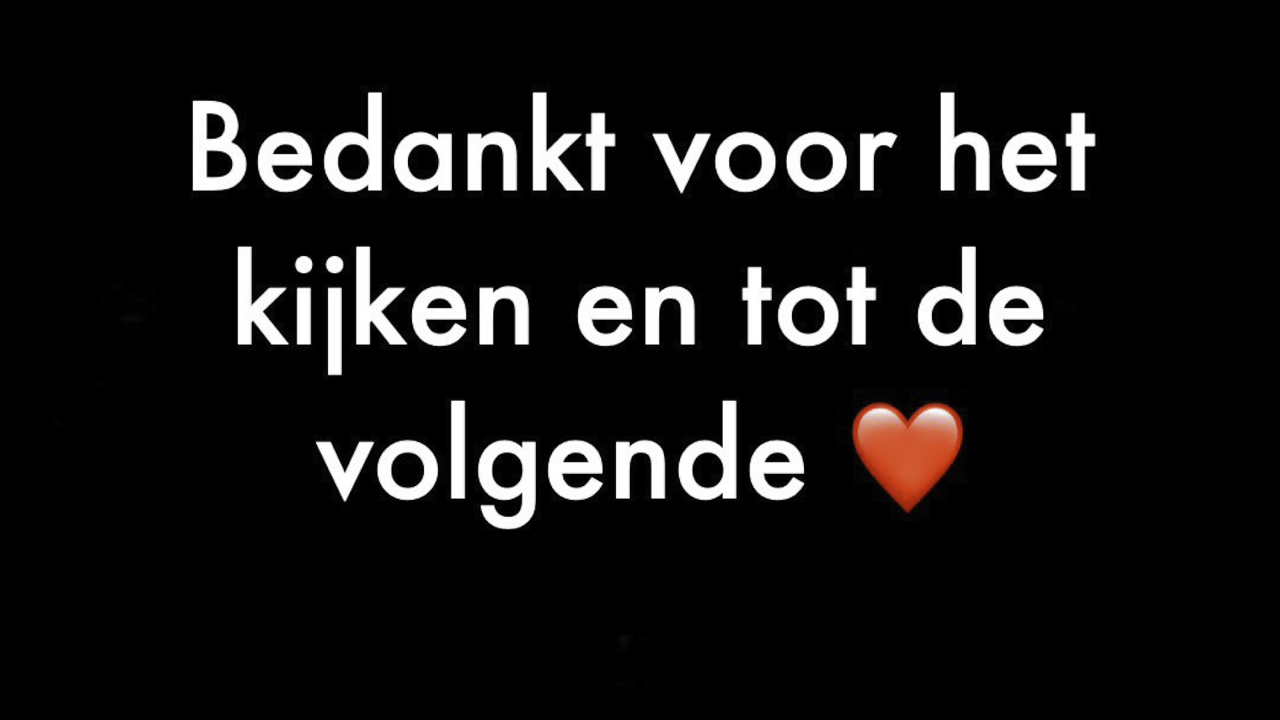 Bedankt voor het
kijken en tot de
volgende ❤️